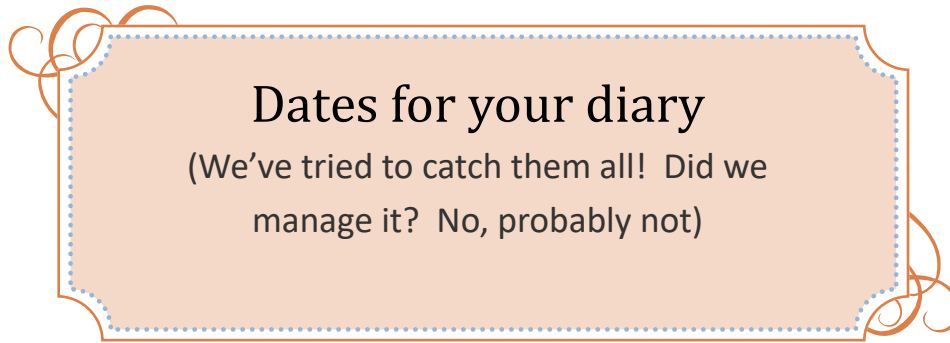 Dates for your diary
(We’ve tried to catch them all!  Did we
manage it?  No, probably not)